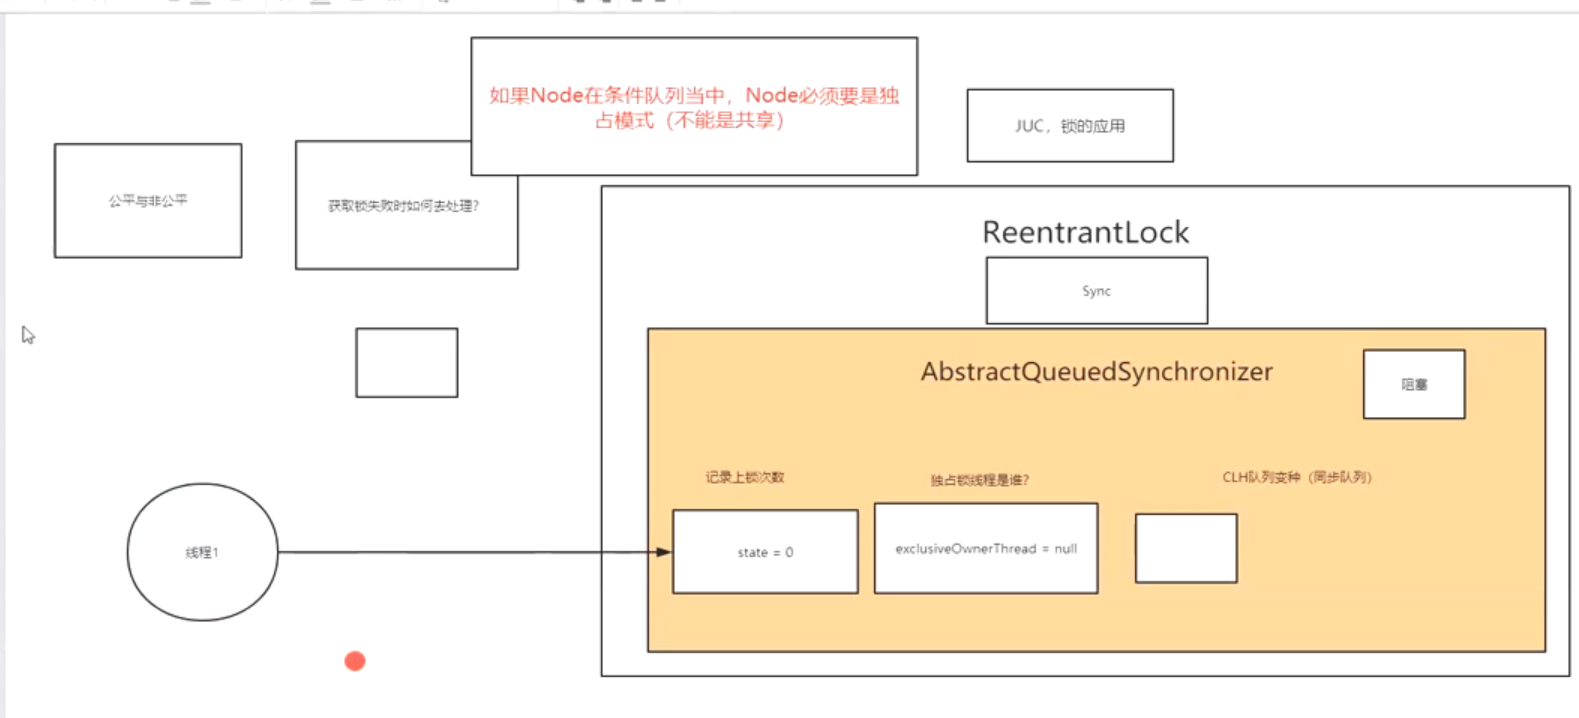 如果Node在条件队列当中，Node必须要是独
占模式（不能是共享）
JUC，锁的应用
公平与非公平
获取锁失败时如何去处理？
ReentrantLock
Sync
AbstractQueuedSynchronizer
阻塞
记录上锁次数
独占锁线程是谁？
CLH队列变种（同步队列）
线程1
state = 0
exclusiveOwnerThread = null